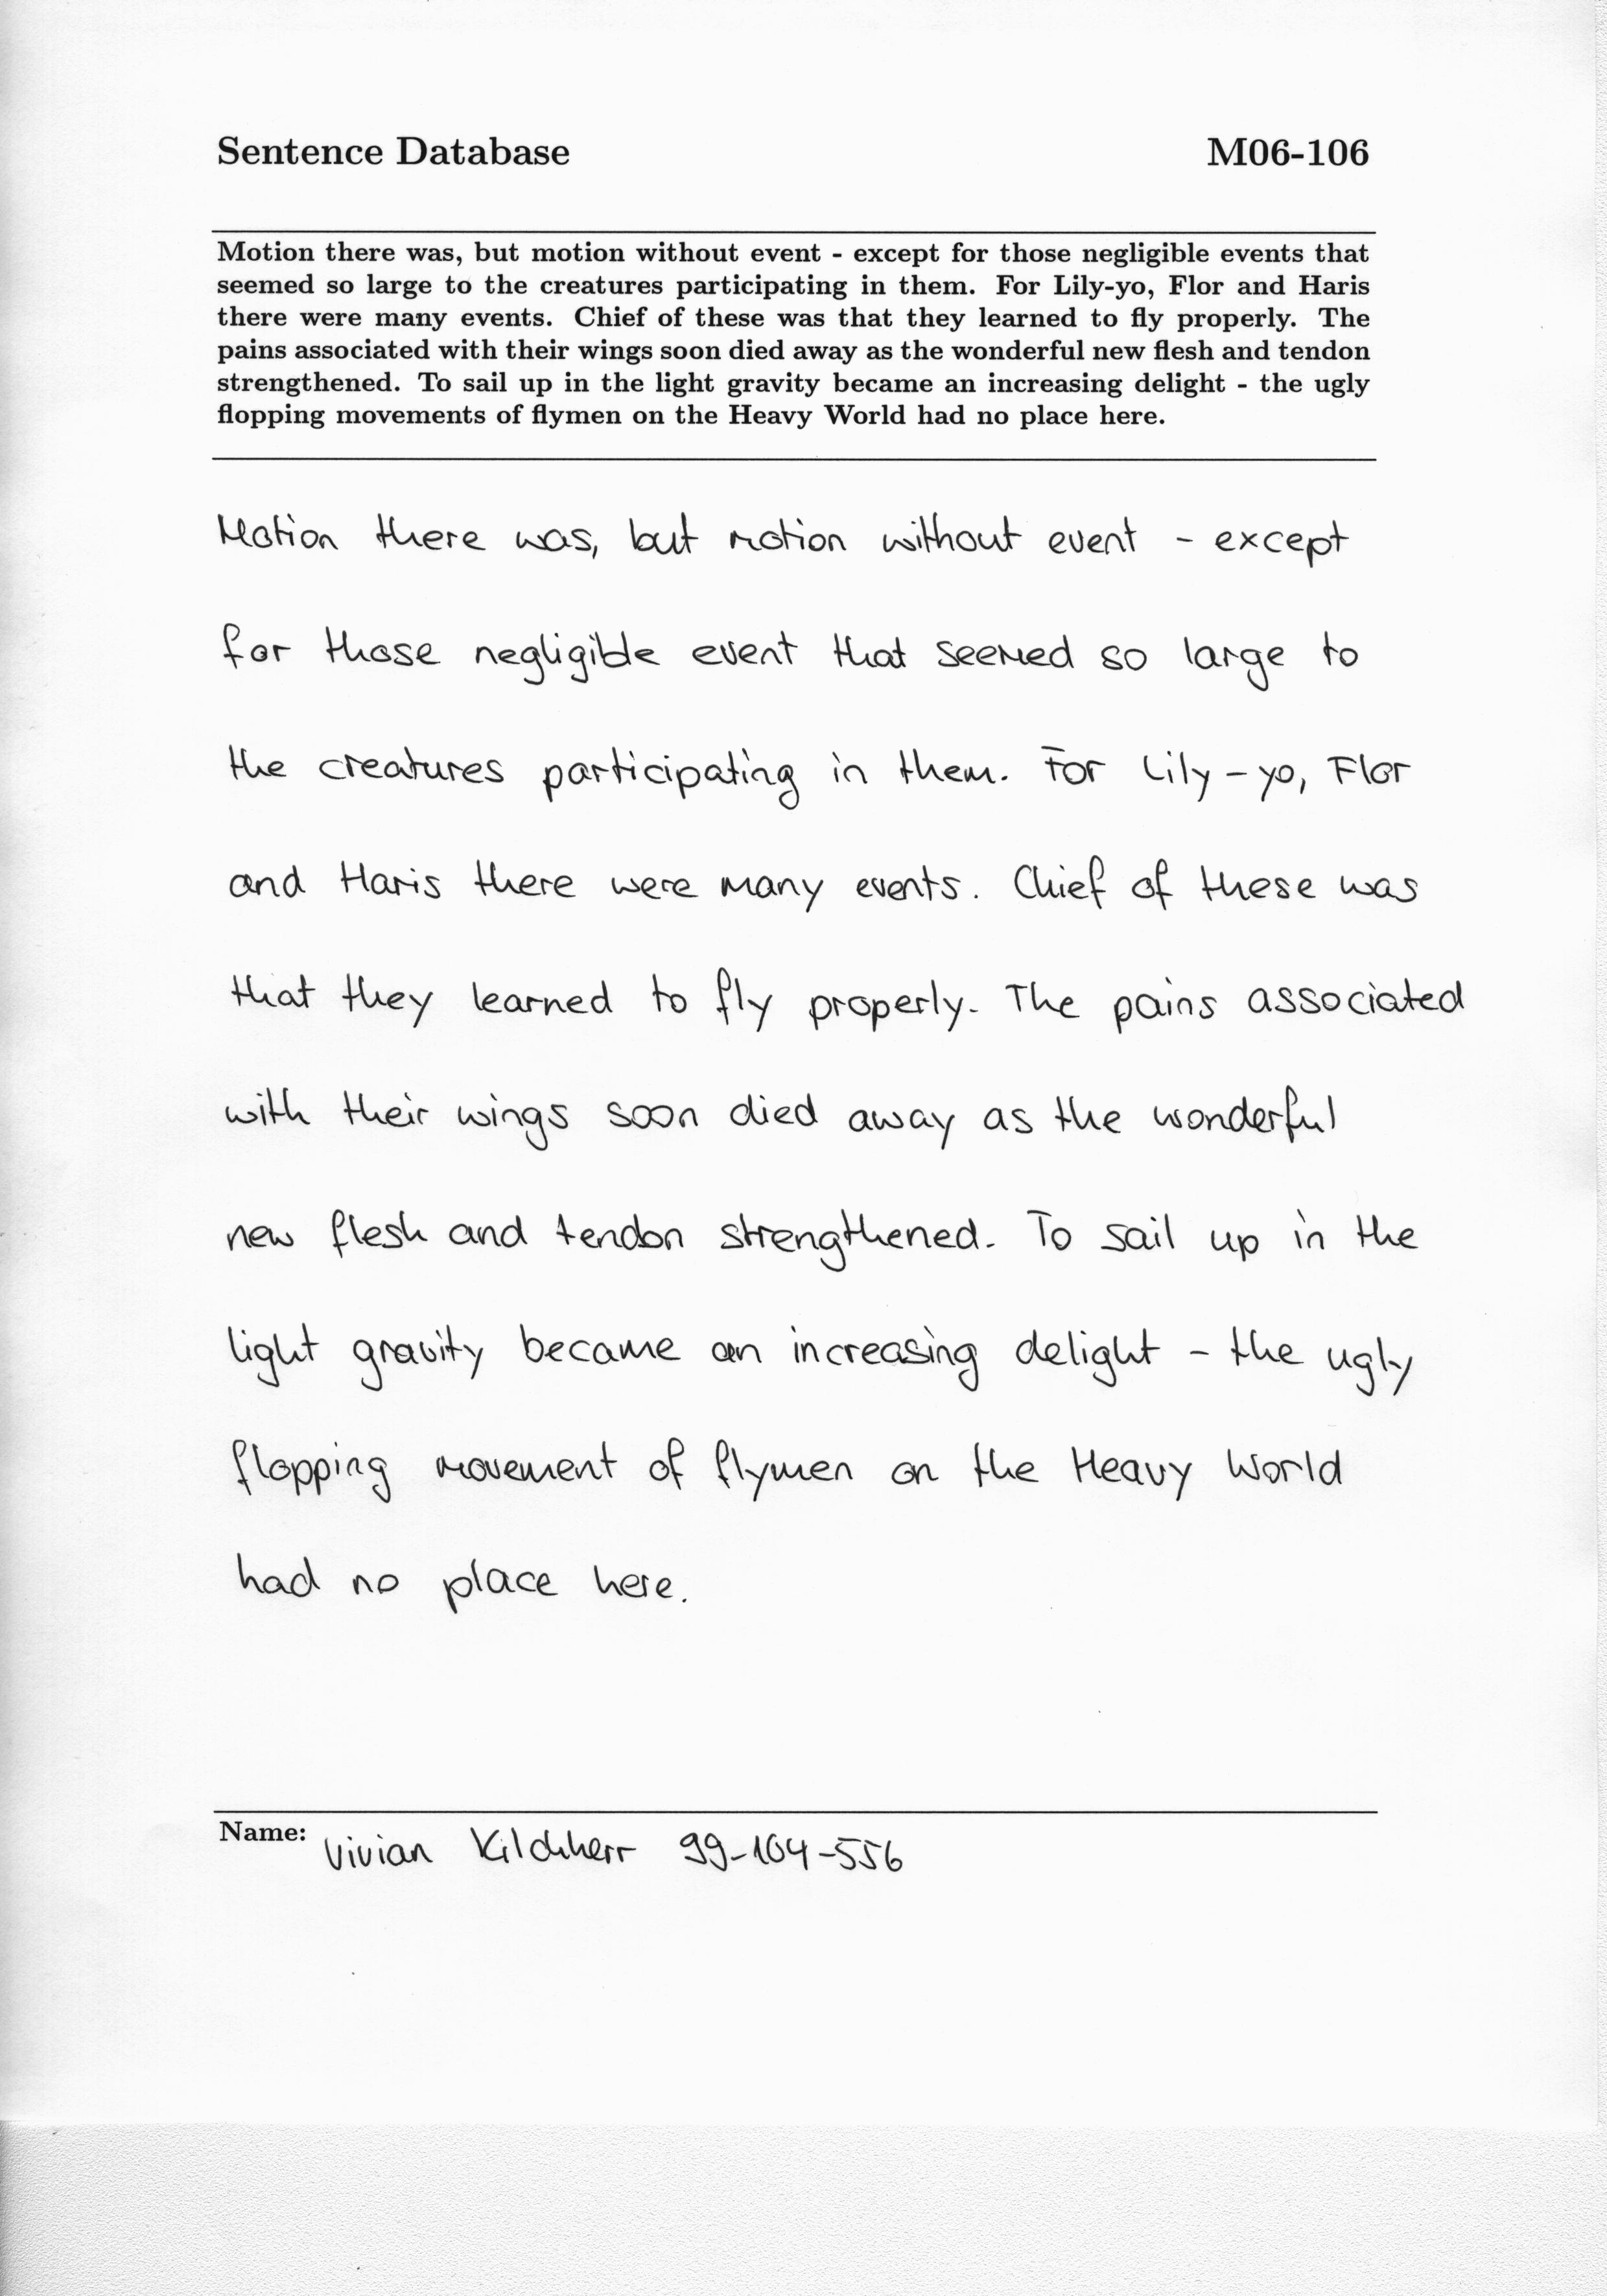 Sentence Database M06-106
Motion there was, but motion without event - except for those negligible events that
seemed so large to the creatures participating in them. For Lily-yo, Flor and Haris
there were many events. Chief of these was that they learned to fly properly. The
pains associated with their wings soon died away as the wonderful new flesh and tendon
strengthened. To sail up in the light gravity became an increasing delight - the ugly
flopping movements of flymen on the Heavy World had no place here.
Motion there was, but motion without event - except
for those negligible event that seemed so large to
the creatures participating in them. For Lily-yo, Flor
and Haris there were many events. Chief of these was
that they learned to fly properly. The pains associated
with their wings soon died away as the wonderful
new flesh and tendon strengthened. To sail up in the
light gravity became an increasing delight - the ugly
flopping movement of flymen on the Heavy World
had no place here.
Name: Vivian Kilchherr 99-104-556